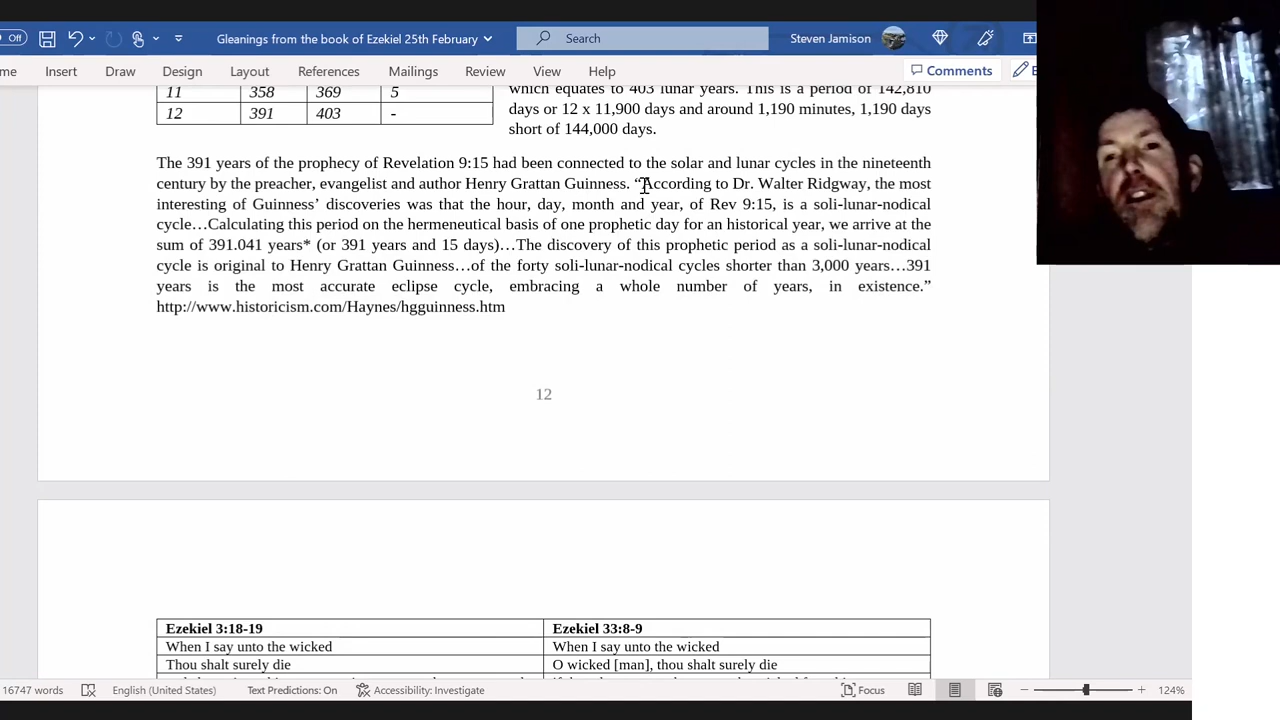 Off
Gleanings from the book of Ezekiel 25th February
Search
Steven Jamison
me Insert Draw Design Layout References Mailings Review View Help
Comments
11 358 369 5
12 391 403 -
which equates to 403 lunar years. This is a period of 142,810
days or 12 x 11,900 days and around 1,190 minutes, 1,190 days
short of 144,000 days.
The 391 years of the prophecy of Revelation 9:15 had been connected to the solar and lunar cycles in the nineteenth
century by the preacher, evangelist and author Henry Grattan Guinness. “According to Dr. Walter Ridgway, the most
interesting of Guinness’ discoveries was that the hour, day, month and year, of Rev 9:15, is a soli-lunar-nodical
cycle…Calculating this period on the hermeneutical basis of one prophetic day for an historical year, we arrive at the
sum of 391.041 years* (or 391 years and 15 days)…The discovery of this prophetic period as a soli-lunar-nodical
cycle is original to Henry Grattan Guinness…of the forty soli-lunar-nodical cycles shorter than 3,000 years…391
years is the most accurate eclipse cycle, embracing a whole number of years, in existence.”
http://www.historicism.com/Haynes/hgguinness.htm
12
Ezekiel 3:18-19 Ezekiel 33:8-9
When I say unto the wicked When I say unto the wicked
Thou shalt surely die O wicked [man], thou shalt surely die
16747 words English (United States) Text Predictions: On Accessibility: Investigate Focus 124%